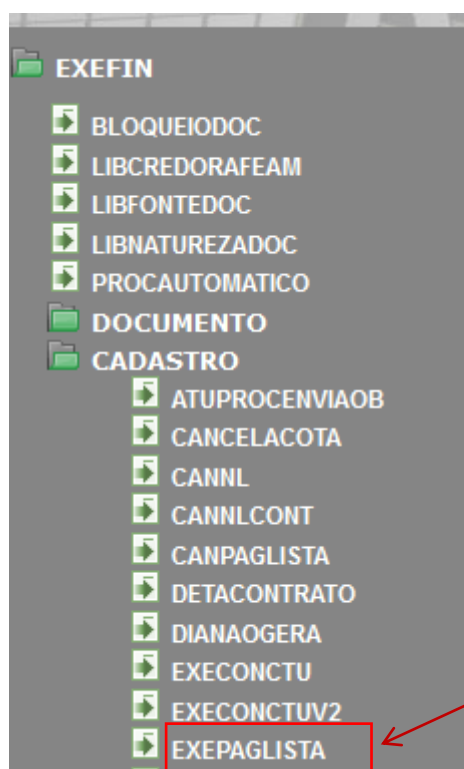 EXEFIN
BLOQUEIODOC
LIBCREDORAFEAM
LIBFONTEDOC
LIBNATUREZADOC
PROCAUTOMATICO
DOCUMENTO
CADASTRO
ATUPROCENVIAOB
CANCELACOTA
CANNL
CANNLCONT
CANPAGLISTA
DETACONTRATO
DIANAOGERA
EXECONCTU
EXECONCTUV2
EXEPAGLISTA